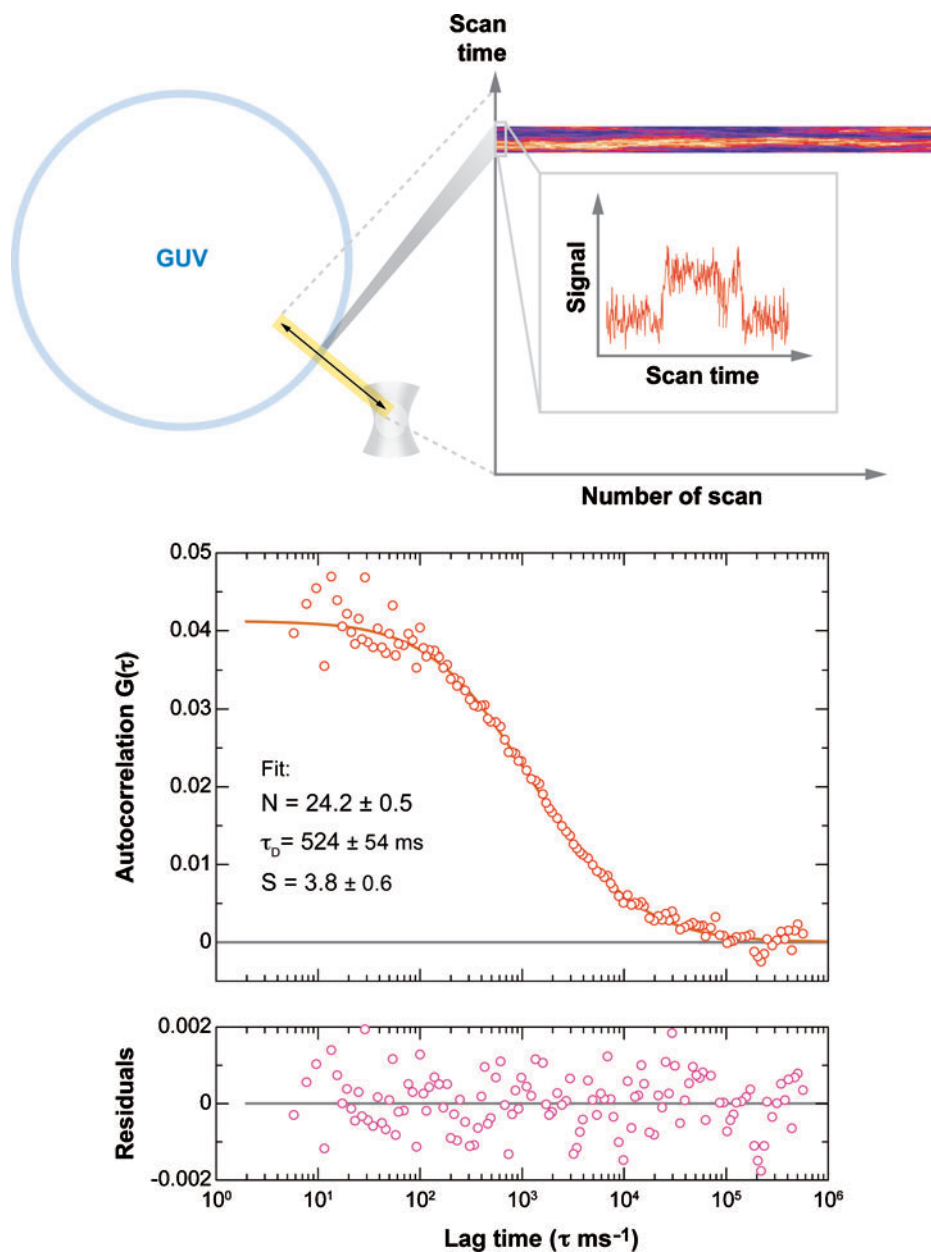 Scan
time
GUV
Signal
Scan time
Number of scan
0.05
0.04
0.03
0.02
0.01
0
Autocorrelation G(τ)
Fit:
N = 24.2 ± 0.5
τD= 524 ± 54 ms
S = 3.8 ± 0.6
0.002
0
-0.002
Residuals
10⁰ 10¹ 10² 10³ 10⁴ 10⁵ 10⁶
Lag time (τ ms⁻¹)